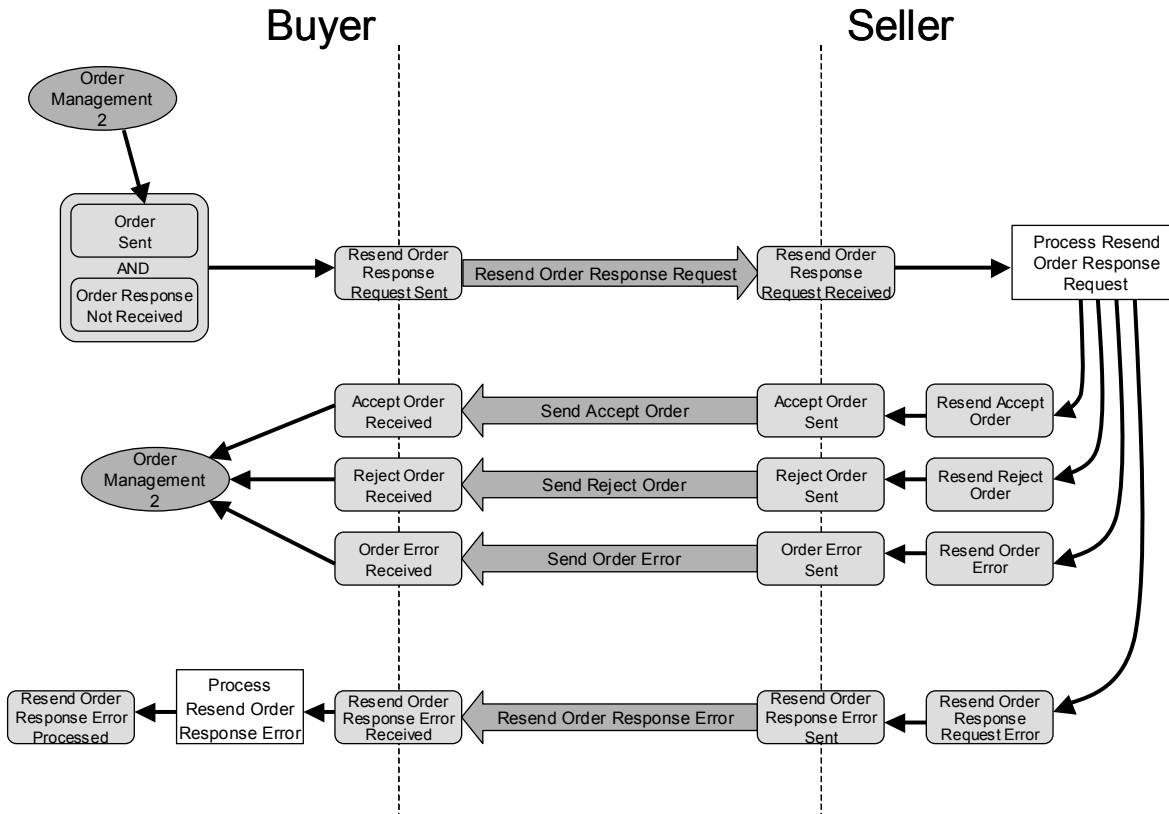 Buyer
Seller
Order
Management
2
Order
Sent
AND
Order Response
Not Received
Resend Order
Response
Request Sent
Resend Order Response Request
Resend Order
Response
Request Received
Process Resend
Order Response
Request
Accept Order
Received
Send Accept Order
Accept Order
Sent
Resend Accept
Order
Order
Management
2
Reject Order
Received
Send Reject Order
Reject Order
Sent
Resend Reject
Order
Order Error
Received
Send Order Error
Order Error
Sent
Resend Order
Error
Resend Order
Response Error
Processed
Process
Resend Order
Response Error
Resend Order
Response Error
Received
Resend Order Response Error
Resend Order
Response Error
Sent
Resend Order
Response
Request Error